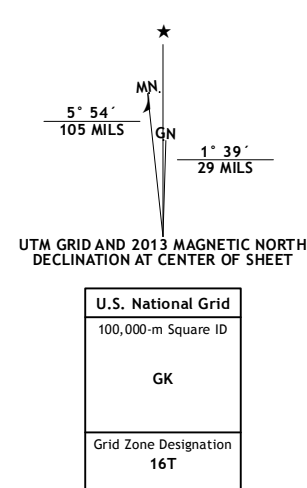 ★
MN.
5° 54´
105 MILS
GN
1° 39´
29 MILS
UTM GRID AND 2013 MAGNETIC NORTH
DECLINATION AT CENTER OF SHEET
U.S. National Grid
100,000-m Square ID
GK
Grid Zone Designation
16T